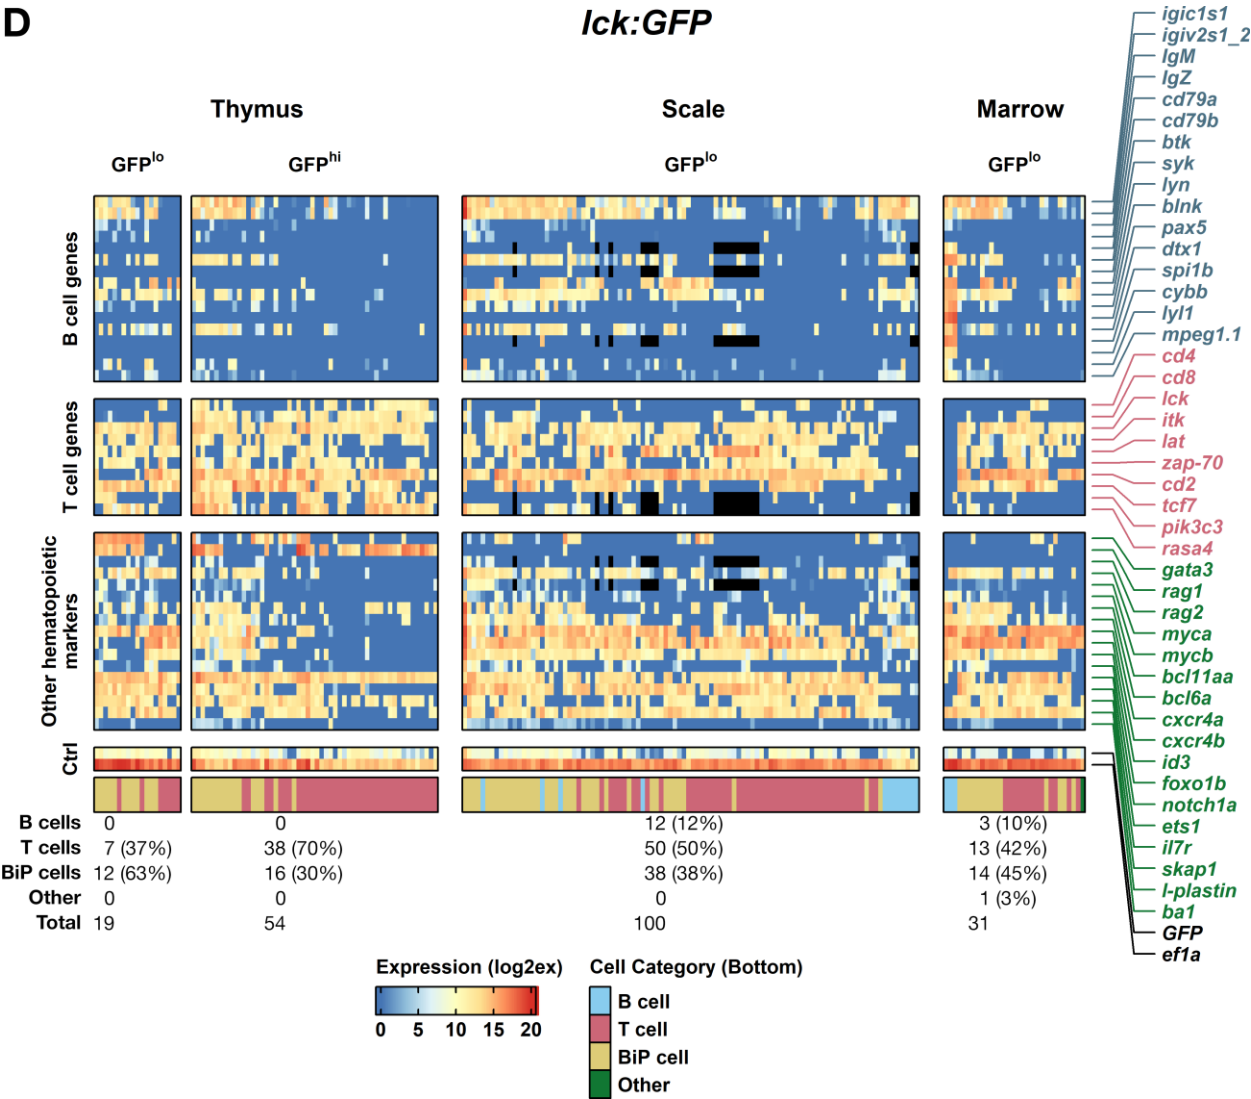 D
lck:GFP
Thymus
Scale
Marrow
GFPlo
GFPhi
GFPlo
GFPlo
B cell genes
T cell genes
Other hematopoietic
markers
Ctrl
igic1s1
igiv2s1_2
IgM
IgZ
cd79a
cd79b
btk
syk
lyn
blnk
pax5
dtx1
spi1b
cybb
lyl1
mpeg1.1
cd4
cd8
lck
itk
lat
zap-70
cd2
tcf7
pik3c3
rasa4
gata3
rag1
rag2
myca
mycb
bcl11aa
bcl6a
cxcr4a
cxcr4b
id3
foxo1b
notch1a
ets1
il7r
skap1
l-plastin
ba1
GFP
ef1a
B cells 0 0 12 (12%) 3 (10%)
T cells 7 (37%) 38 (70%) 50 (50%) 13 (42%)
BiP cells 12 (63%) 16 (30%) 38 (38%) 14 (45%)
Other 0 0 0 1 (3%)
Total 19 54 100 31
Expression (log2ex)
0 5 10 15 20
Cell Category (Bottom)
B cell
T cell
BiP cell
Other